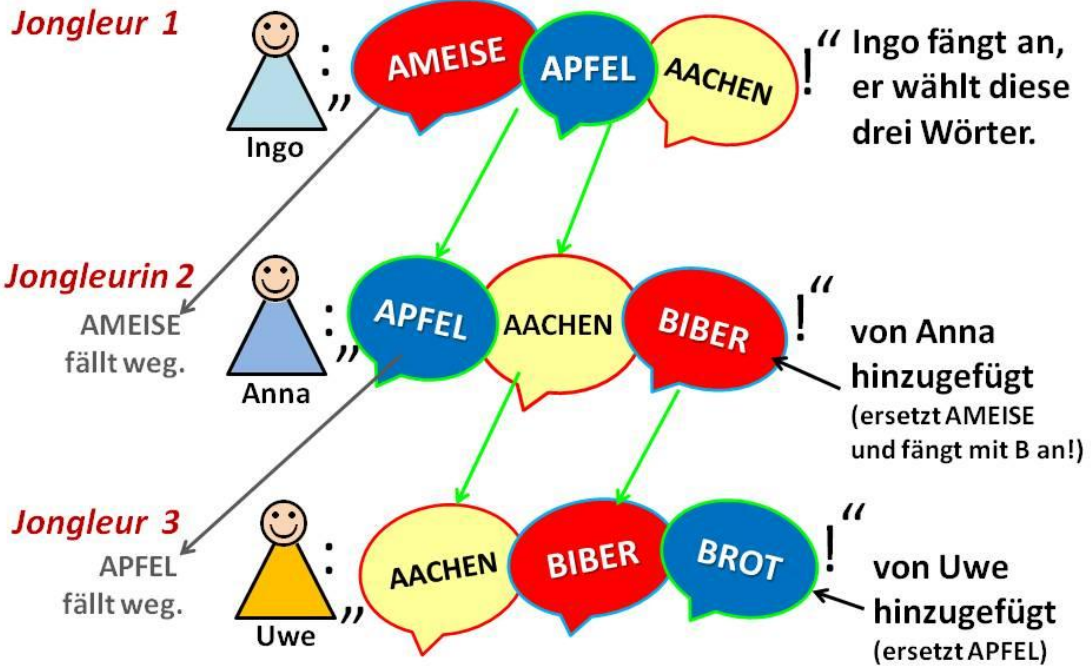 Jongleur 1
Ingo
: „ AMEISE APFEL AACHEN !“
Ingo fängt an,
er wählt diese
drei Wörter.
Jongleurin 2
AMEISE
fällt weg.
Anna
: „ APFEL AACHEN BIBER !“
von Anna
hinzugefügt
(ersetzt AMEISE
und fängt mit B an!)
Jongleur 3
APFEL
fällt weg.
Uwe
: „ AACHEN BIBER BROT !“
von Uwe
hinzugefügt
(ersetzt APFEL)